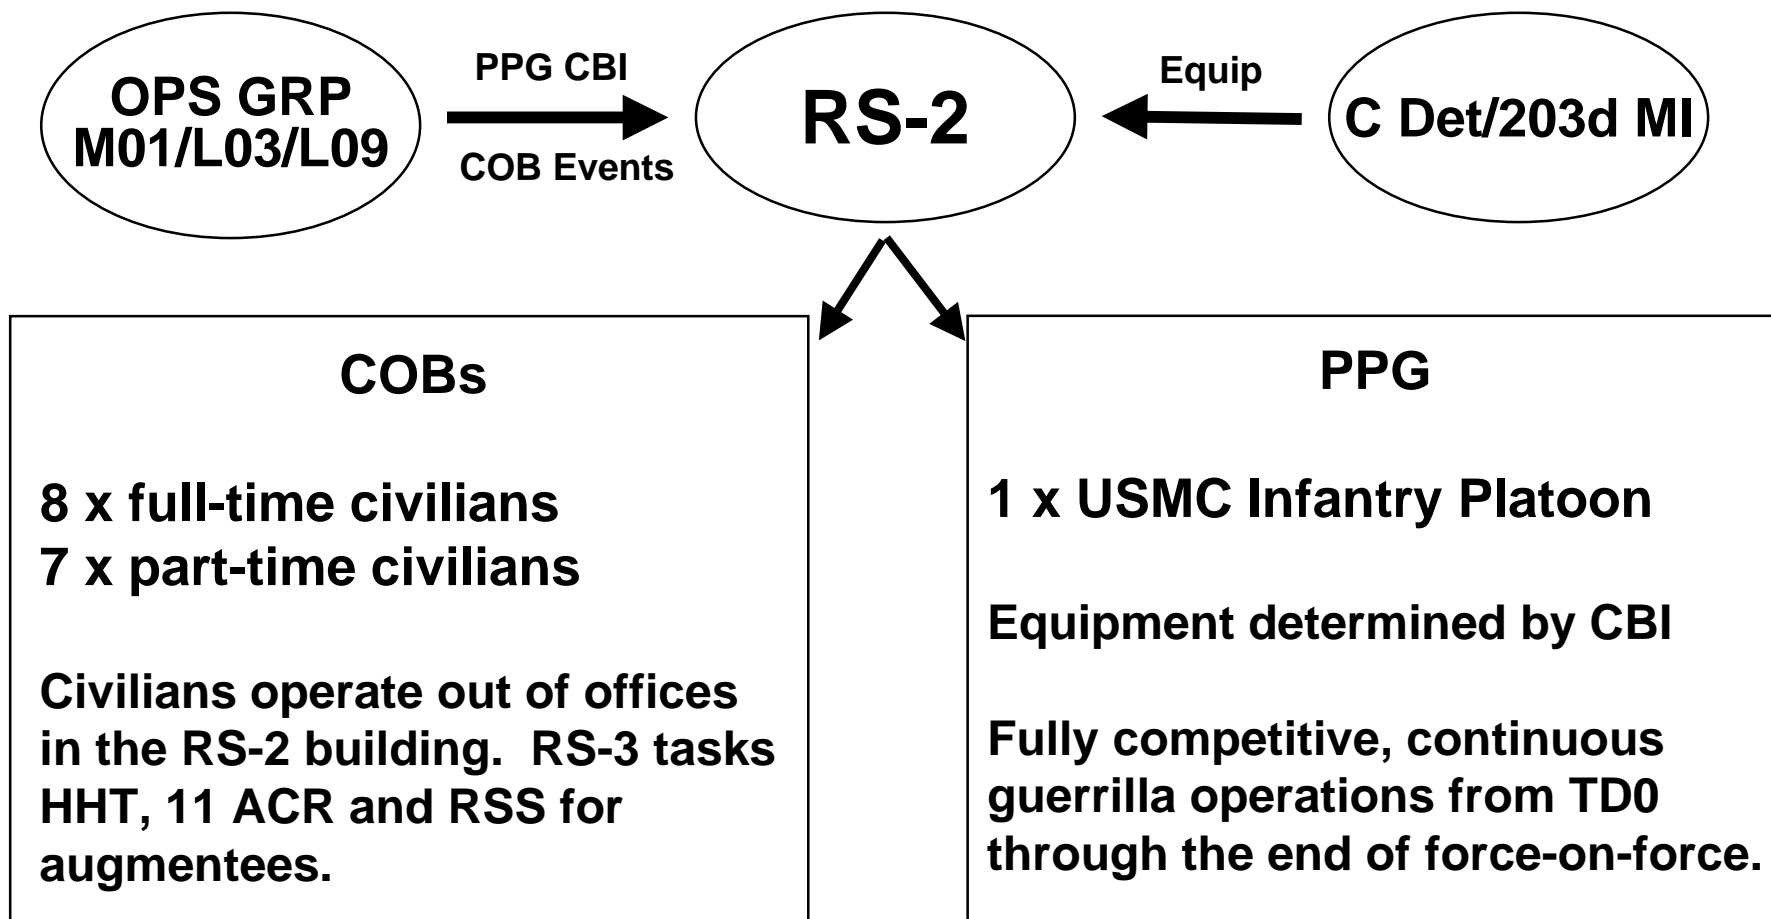 OPS GRP
M01/L03/L09
PPG CBI
COB Events
RS-2
Equip
C Det/203d MI
COBs
8 x full-time civilians
7 x part-time civilians
Civilians operate out of offices
in the RS-2 building.  RS-3 tasks
HHT, 11 ACR and RSS for
augmentees.
PPG
1 x USMC Infantry Platoon
Equipment determined by CBI
Fully competitive, continuous
guerrilla operations from TD0
through the end of force-on-force.